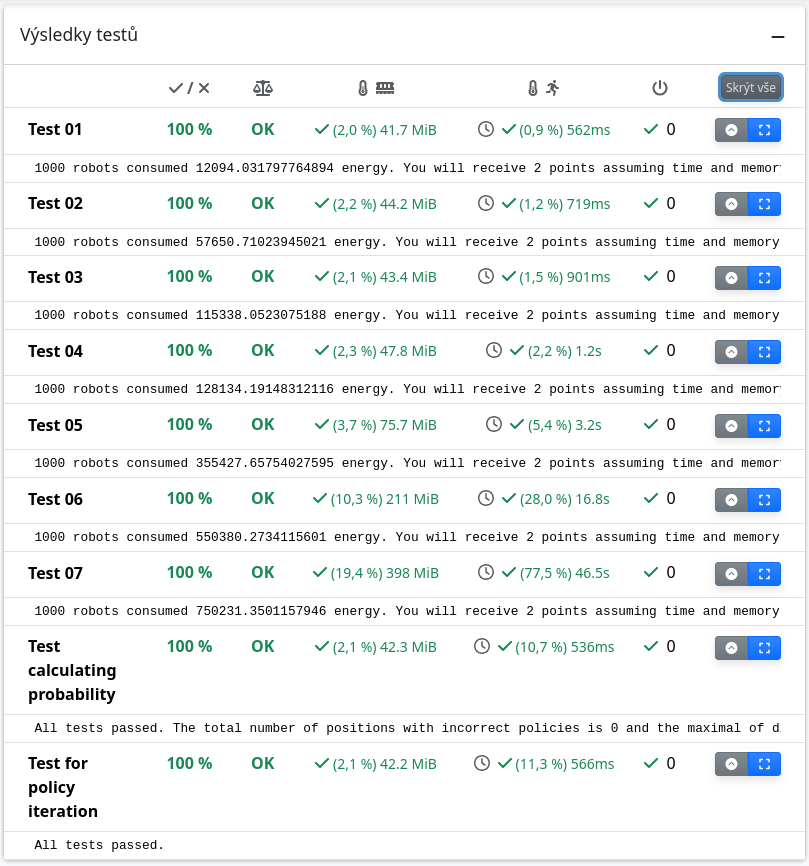 Výsledky testů
/ Skrýt vše
Test 01 100 % OK (2,0 %) 41.7 MiB (0,9 %) 562ms 0
1000 robots consumed 12094.031797764894 energy. You will receive 2 points assuming time and memor
Test 02 100 % OK (2,2 %) 44.2 MiB (1,2 %) 719ms 0
1000 robots consumed 57650.71023945021 energy. You will receive 2 points assuming time and memory
Test 03 100 % OK (2,1 %) 43.4 MiB (1,5 %) 901ms 0
1000 robots consumed 115338.0523075188 energy. You will receive 2 points assuming time and memory
Test 04 100 % OK (2,3 %) 47.8 MiB (2,2 %) 1.2s 0
1000 robots consumed 128134.19148312116 energy. You will receive 2 points assuming time and memor
Test 05 100 % OK (3,7 %) 75.7 MiB (5,4 %) 3.2s 0
1000 robots consumed 355427.65754027595 energy. You will receive 2 points assuming time and memor
Test 06 100 % OK (10,3 %) 211 MiB (28,0 %) 16.8s 0
1000 robots consumed 550380.2734115601 energy. You will receive 2 points assuming time and memory
Test 07 100 % OK (19,4 %) 398 MiB (77,5 %) 46.5s 0
1000 robots consumed 750231.3501157946 energy. You will receive 2 points assuming time and memory
Test 100 % OK (2,1 %) 42.3 MiB (10,7 %) 536ms 0
calculating
probability
All tests passed. The total number of positions with incorrect policies is 0 and the maximal of d
Test for 100 % OK (2,1 %) 42.2 MiB (11,3 %) 566ms 0
policy
iteration
All tests passed.